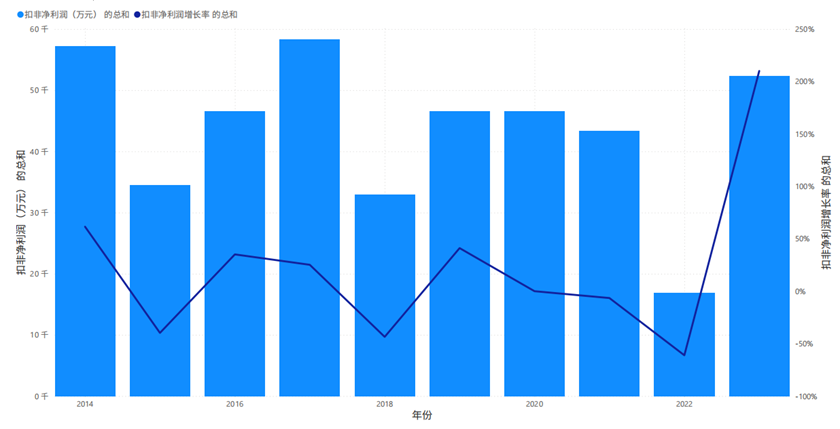 扣非净利润（万元） 的总和 扣非净利润增长率 的总和
60 千
50 千
40 千
30 千
20 千
10 千
0 千
扣非净利润（万元） 的总和
250%
200%
150%
100%
50%
0%
-50%
-100%
扣非净利润增长率 的总和
2014 2016 2018 2020 2022
年份